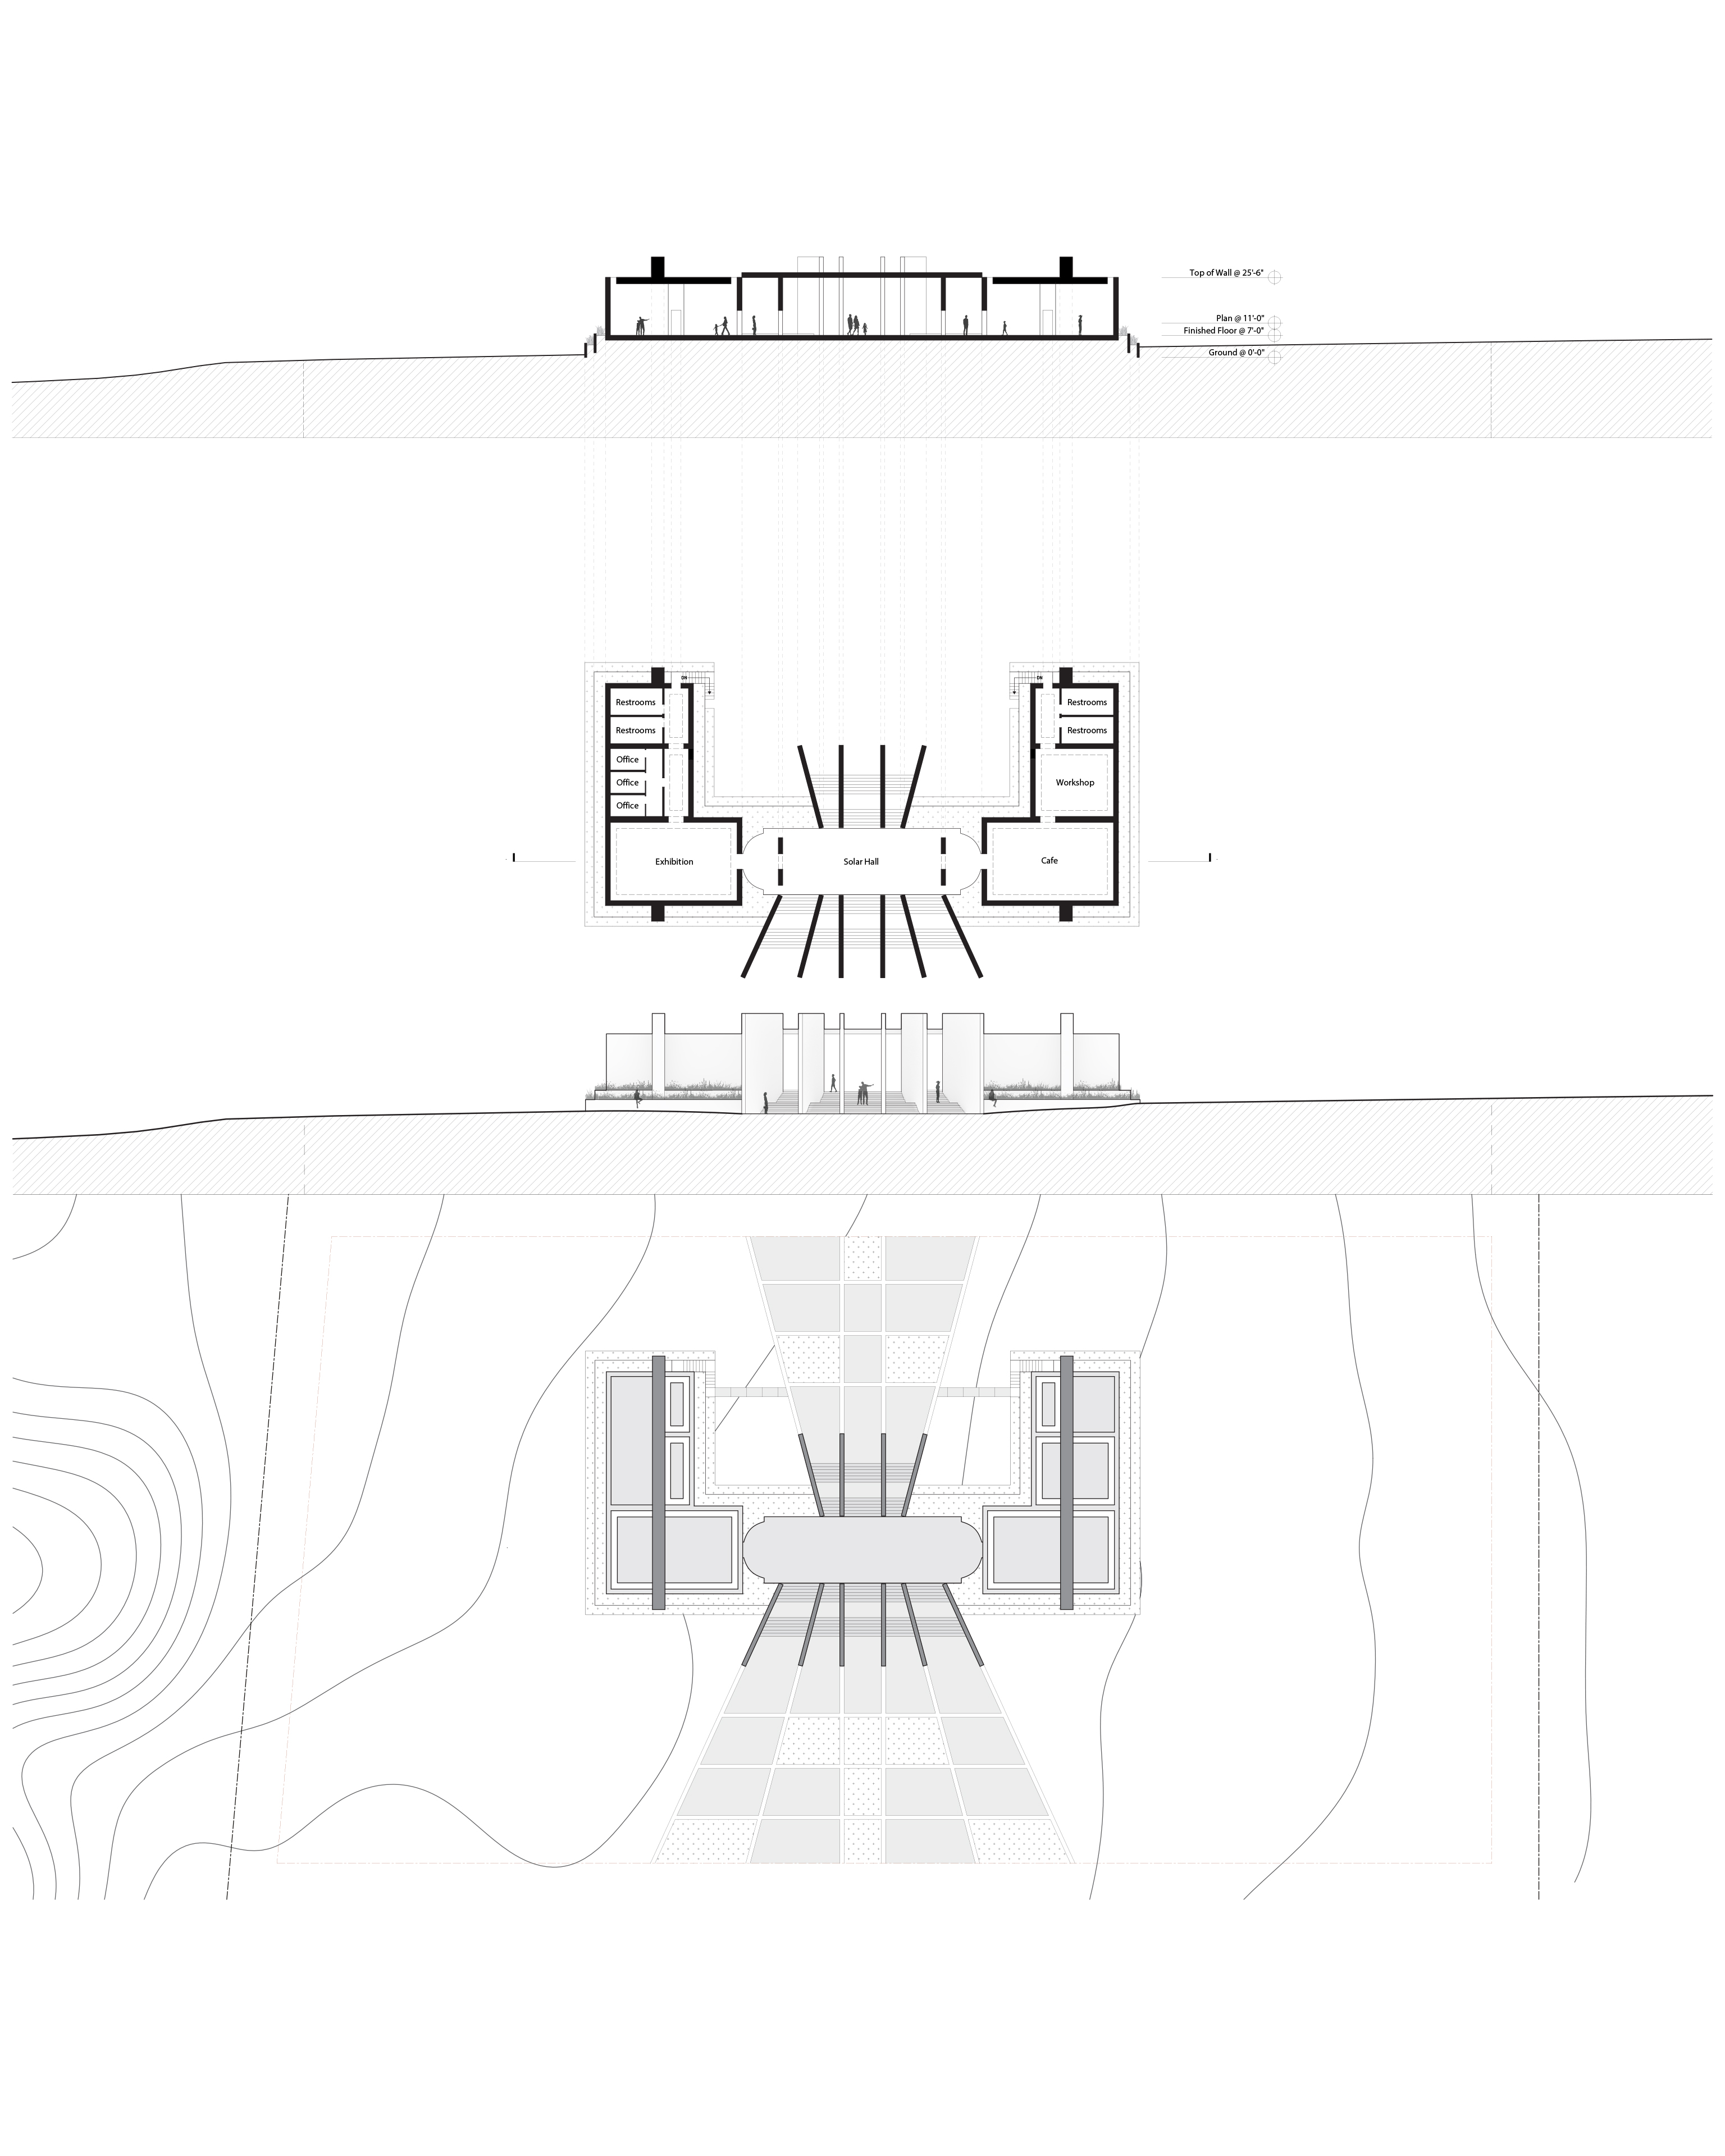 Top of Wall @ 25'-6"
Plan @ 11'-0"
Finished Floor @ 7'-0"
Ground @ 0'-0"
DN
DN
Restrooms
Restrooms
Restrooms
Restrooms
Office
Office
Workshop
Office
Exhibition
Solar Hall
Cafe